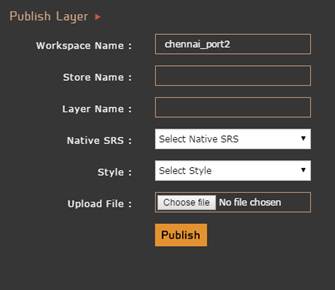 Publish Layer
Workspace Name : chennai_port2
Store Name :
Layer Name :
Native SRS : Select Native SRS
Style : Select Style
Upload File : Choose file No file chosen
Publish